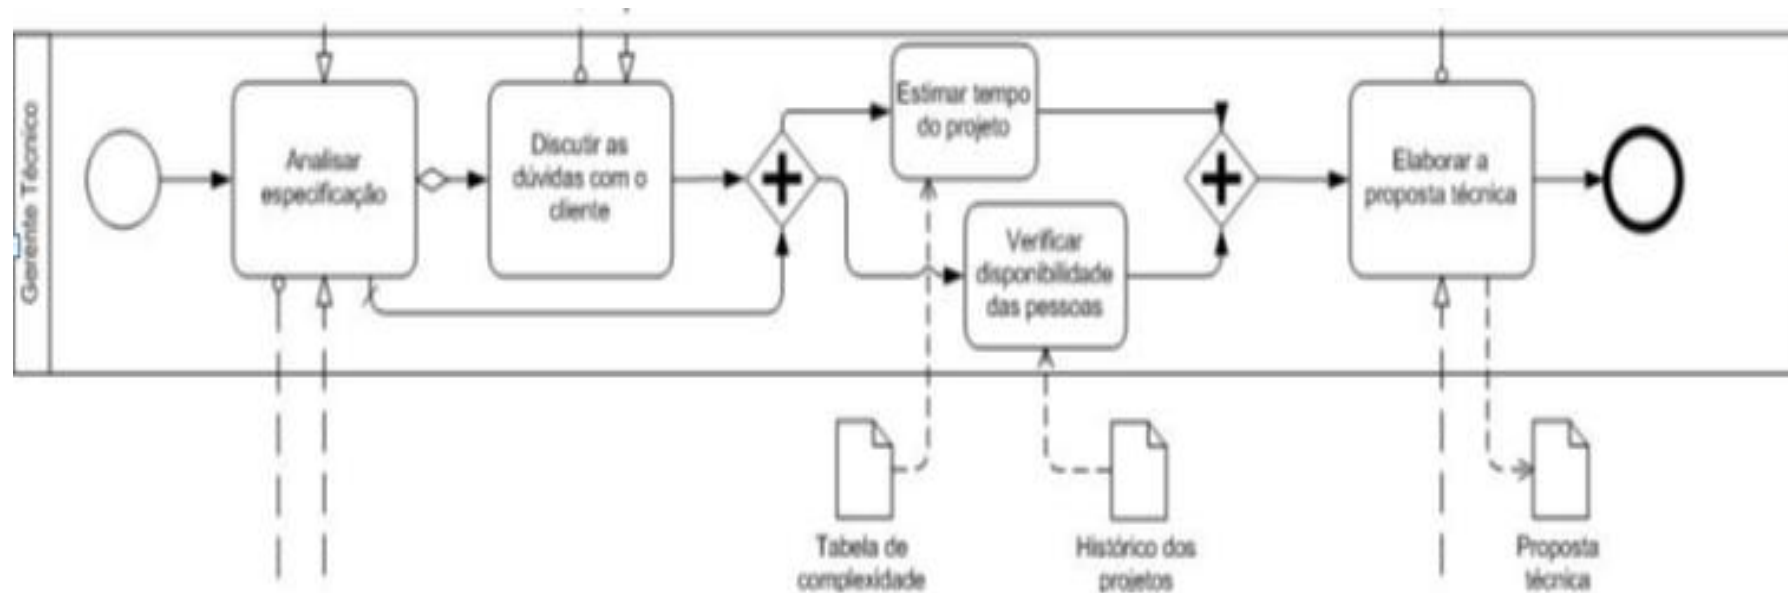 Gerente Técnico
Analisar
especificação
Discutir as
dúvidas com o
cliente
Estimar tempo
do projeto
Verificar
disponibilidade
das pessoas
Elaborar a
proposta técnica
Tabela de
complexidade
Histórico dos
projetos
Proposta
técnica